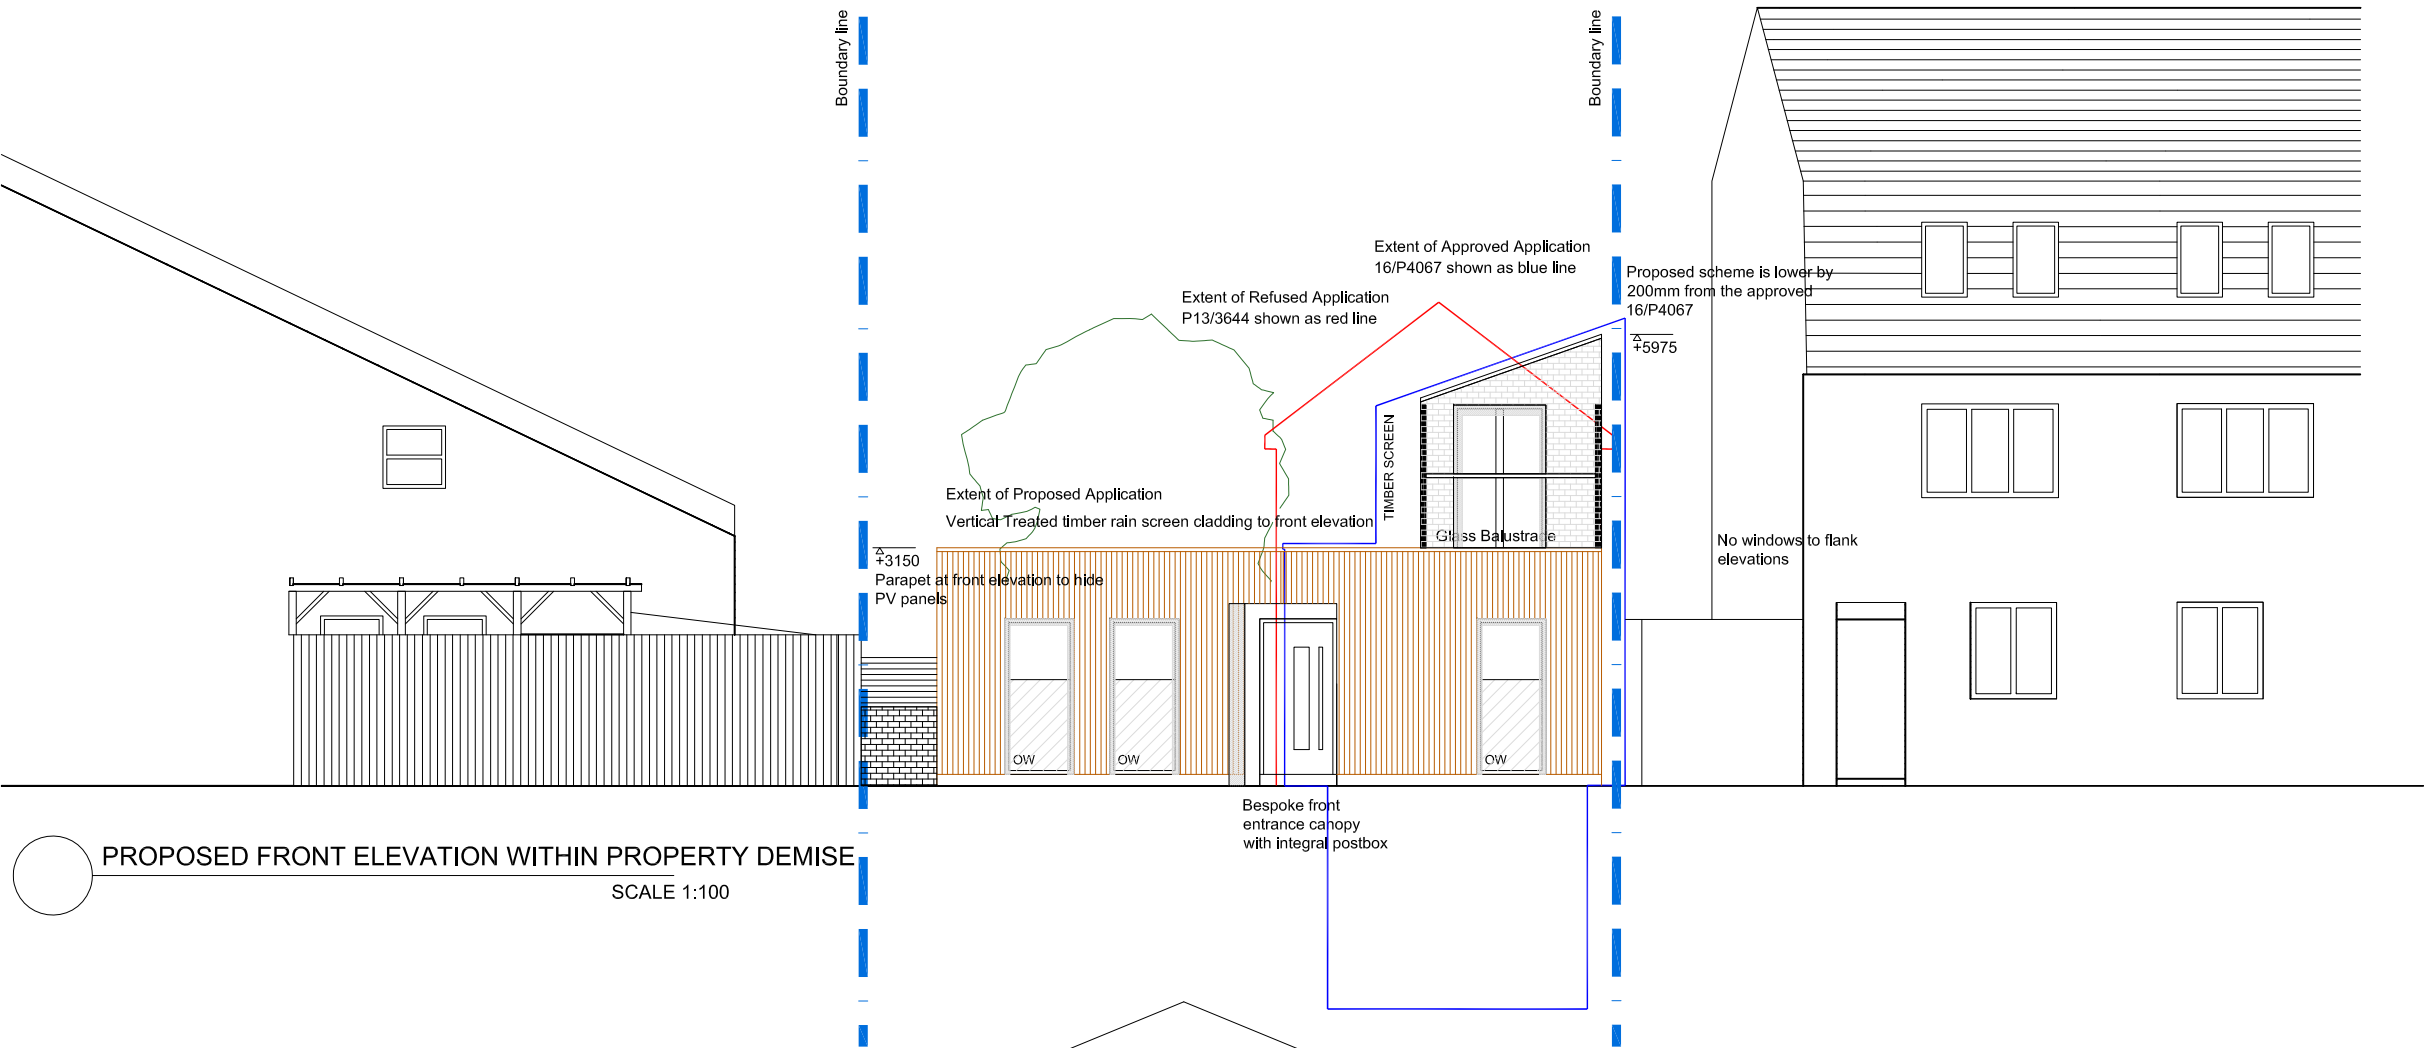 Boundary line
Boundary line
Extent of Approved Application
16/P4067 shown as blue line
Proposed scheme is lower by
200mm from the approved
16/P4067
Extent of Refused Application
P13/3644 shown as red line
+5975
TIMBER SCREEN
Extent of Proposed Application
Vertical Treated timber rain screen cladding to front elevation
Glass Balustrade
No windows to flank
elevations
+3150
Parapet at front elevation to hide
PV panels
OW
OW
OW
Bespoke front
entrance canopy
with integral postbox
PROPOSED FRONT ELEVATION WITHIN PROPERTY DEMISE
SCALE 1:100